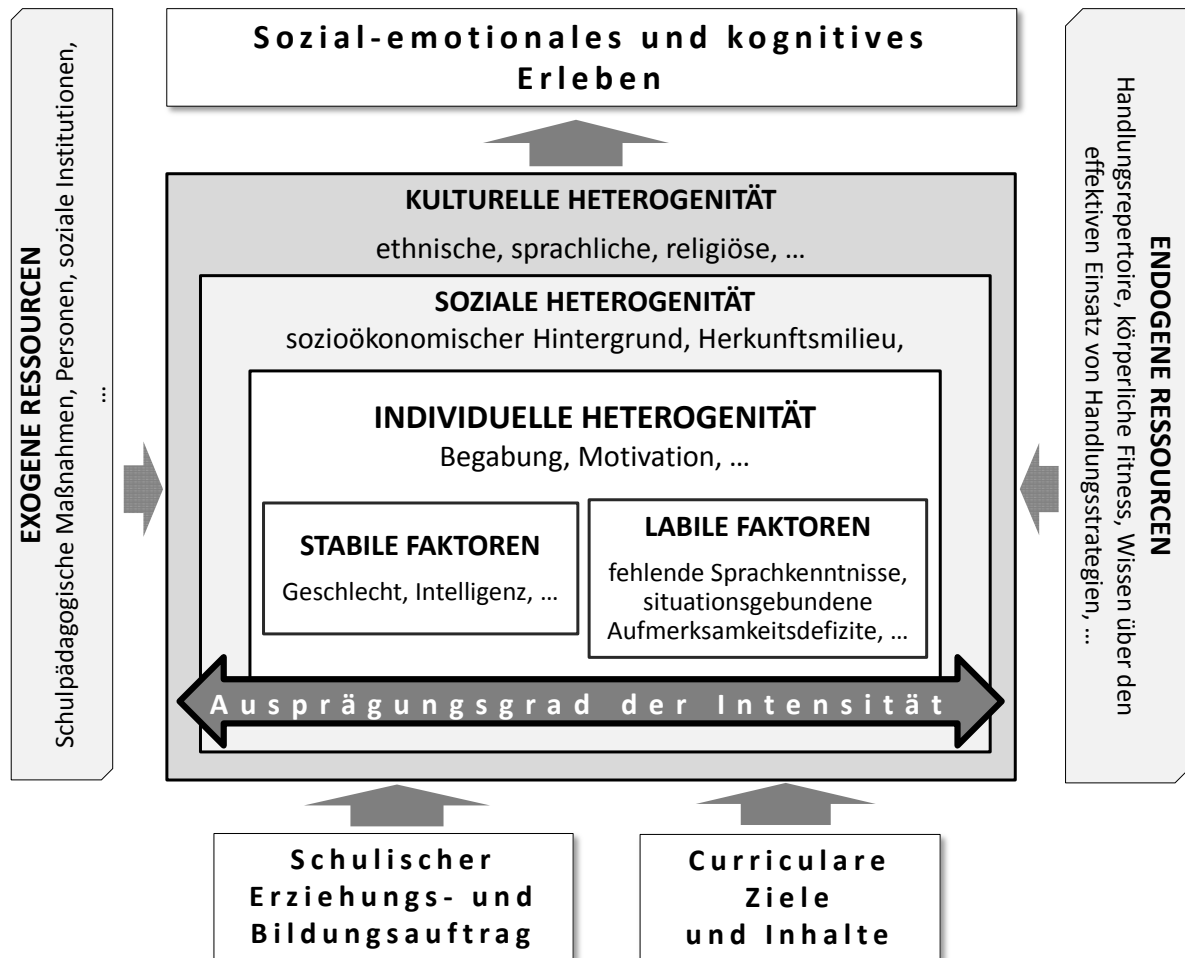 Sozial-emotionales und kognitives
Erleben
EXOGENE RESSOURCEN
Schulpädagogische Maßnahmen, Personen, soziale Institutionen,
...
KULTURELLE HETEROGENITÄT
ethnische, sprachliche, religiöse, ...
SOZIALE HETEROGENITÄT
sozioökonomischer Hintergrund, Herkunftsmilieu,
INDIVIDUELLE HETEROGENITÄT
Begabung, Motivation, ...
STABILE FAKTOREN
Geschlecht, Intelligenz, ...
LABILE FAKTOREN
fehlende Sprachkenntnisse,
situationsgebundene
Aufmerksamkeitsdefizite, ...
Ausprägungsgrad der Intensität
ENDOGENE RESSOURCEN
Handlungsrepertoire, körperliche Fitness, Wissen über den
effektiven Einsatz von Handlungsstrategien, ...
Schulischer
Erziehungs- und
Bildungsauftrag
Curriculare
Ziele
und Inhalte